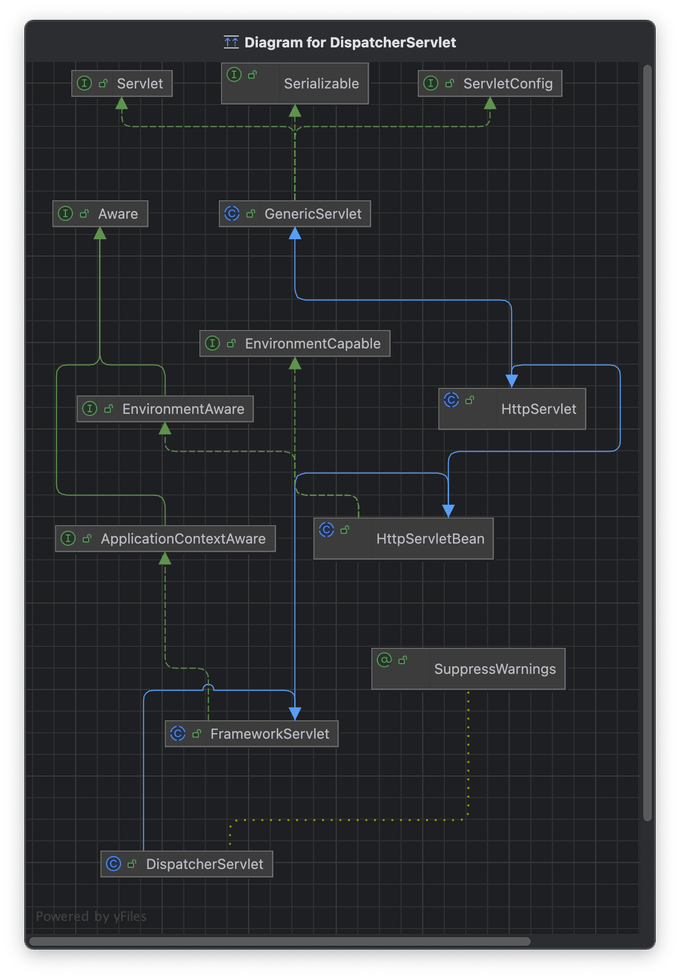 Diagram for DispatcherServlet
I Servlet
I Serializable
I ServletConfig
I Aware
C GenericServlet
I EnvironmentCapable
I EnvironmentAware
C HttpServlet
I ApplicationContextAware
C HttpServletBean
@ SuppressWarnings
C FrameworkServlet
C DispatcherServlet
Powered by yFiles